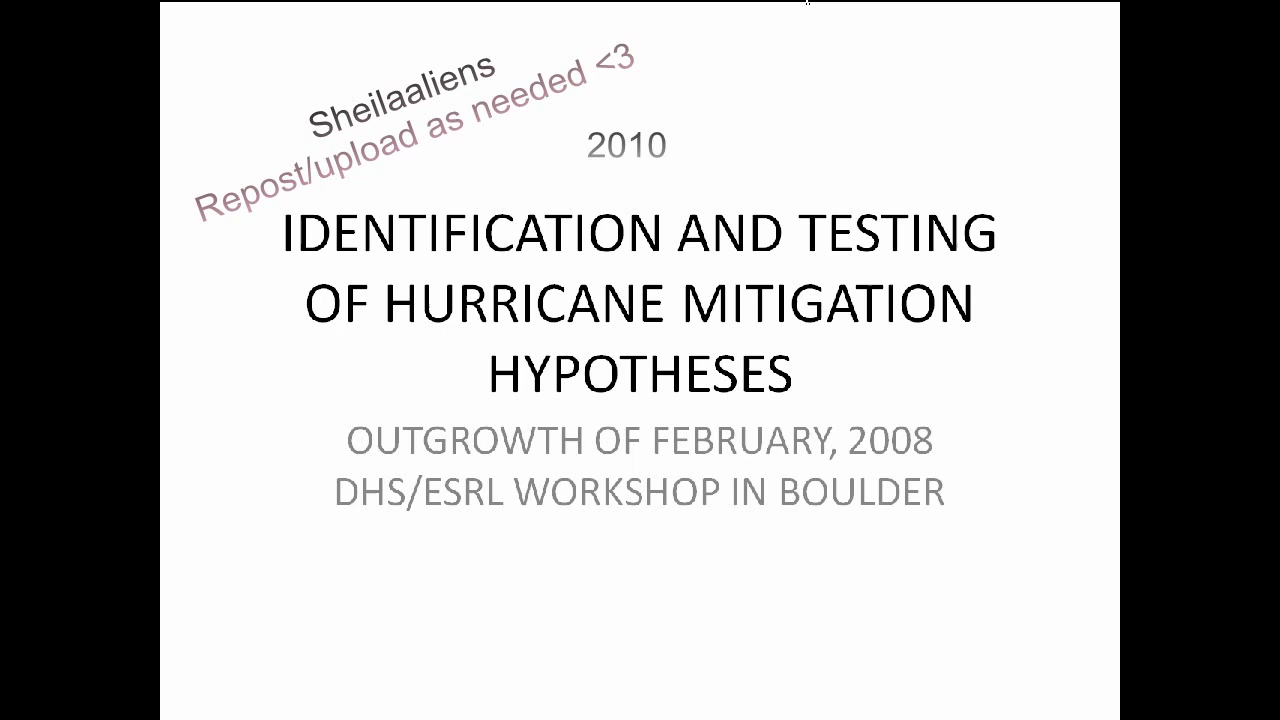 Sheilaaliens
Repost/upload as needed <3
2010
IDENTIFICATION AND TESTING
OF HURRICANE MITIGATION
HYPOTHESES
OUTGROWTH OF FEBRUARY, 2008
DHS/ESRL WORKSHOP IN BOULDER